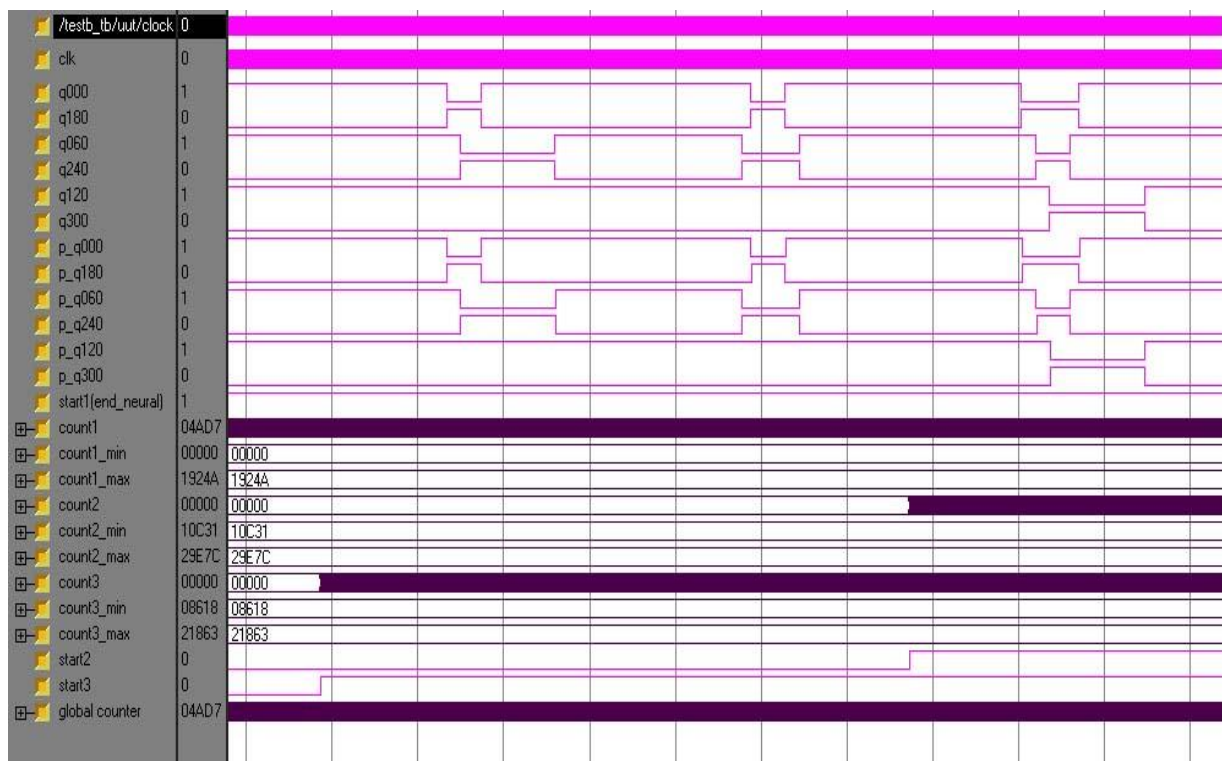 /testb_tb/uut/clock 0
clk 0
q000 1
q180 0
q060 1
q240 0
q120 1
q300 0
p_q000 1
p_q180 0
p_q060 1
p_q240 0
p_q120 1
p_q300 0
start1(end_neural) 1
count1 04AD7
count1_min 00000 00000
count1_max 1924A 1924A
count2 00000 00000
count2_min 10C31 10C31
count2_max 29E7C 29E7C
count3 00000 00000
count3_min 08618 08618
count3_max 21863 21863
start2 0
start3 0
global counter 04AD7